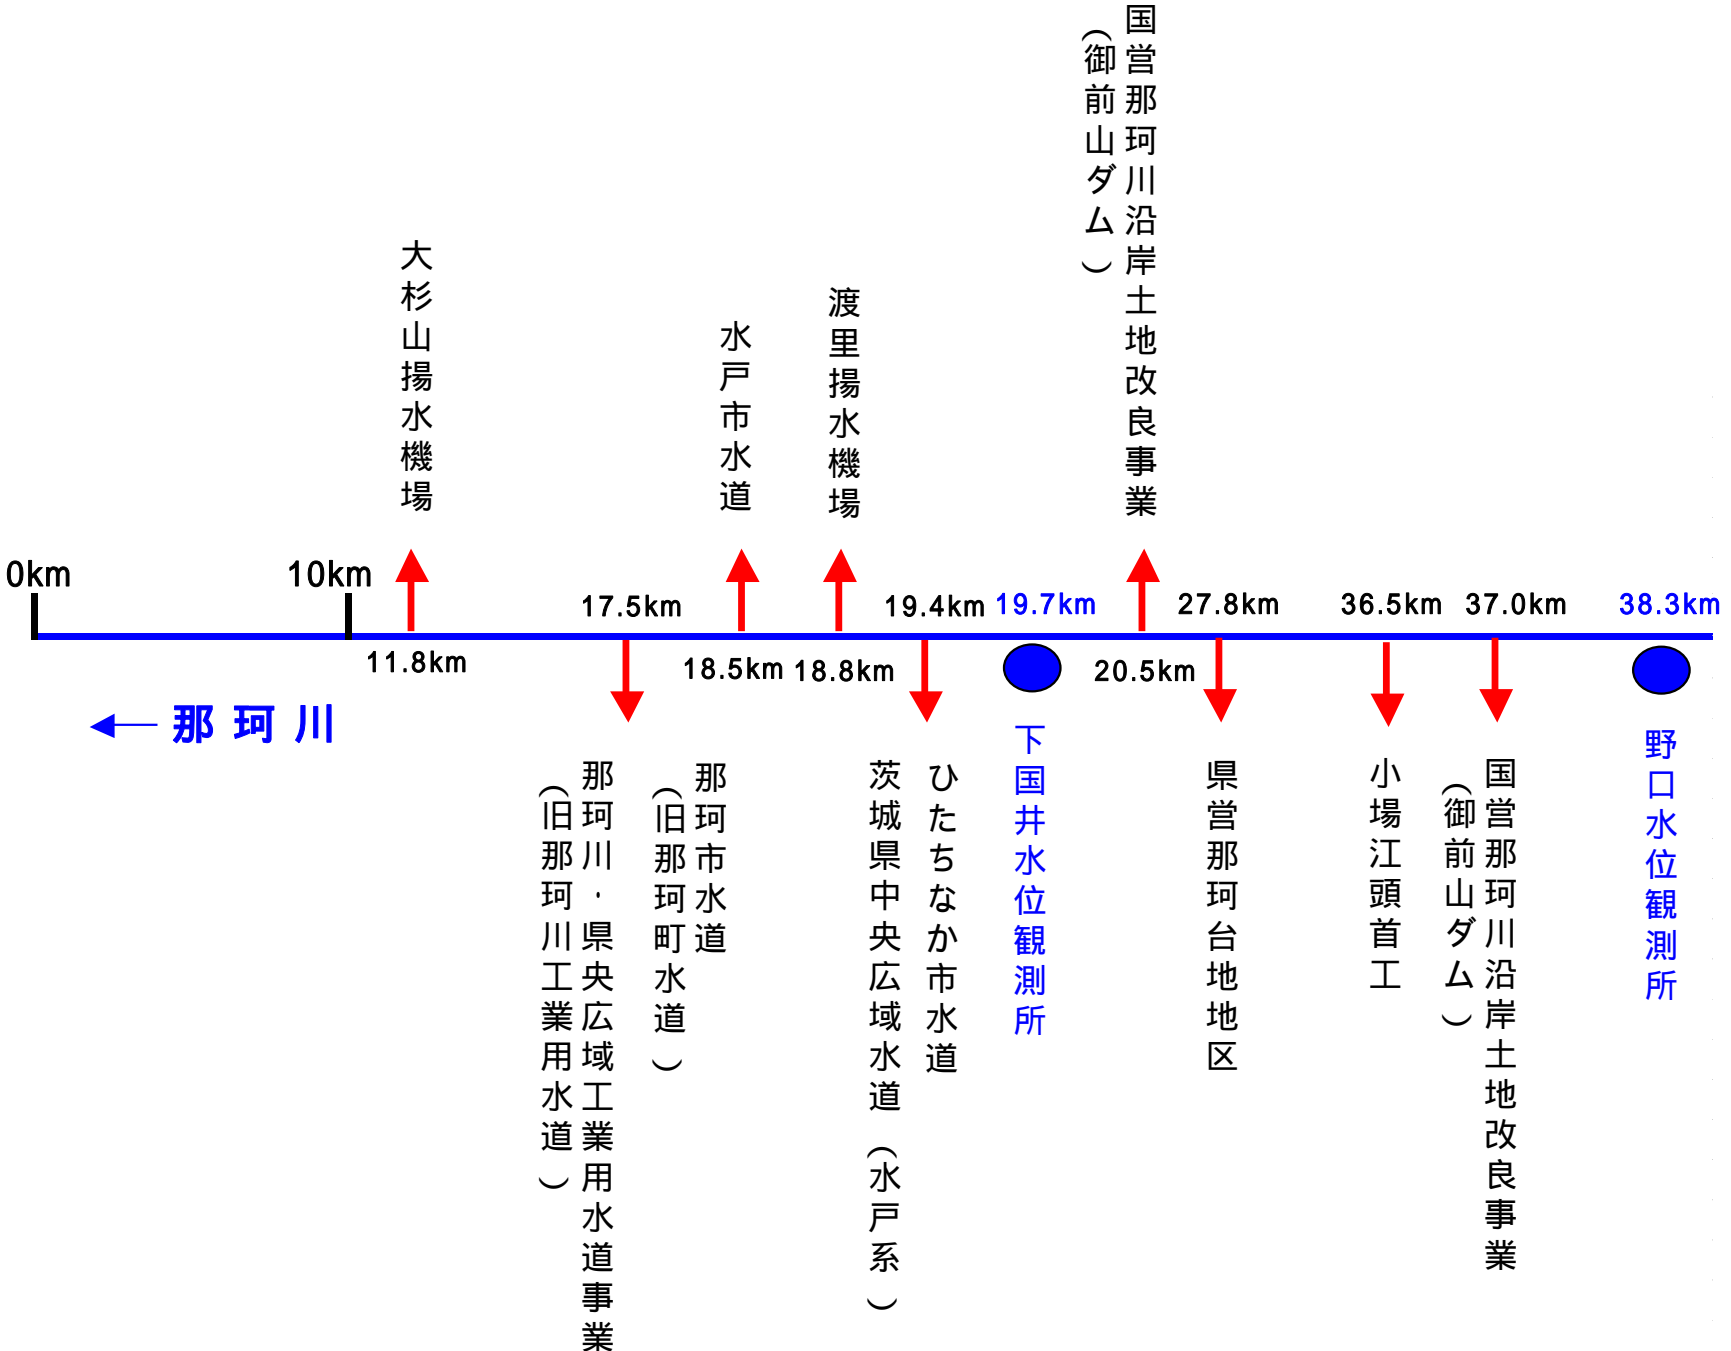 国営那珂川沿岸土地改良事業
（御前山ダム）
大杉山揚水機場
水戸市水道
渡里揚水機場
0km
10km
17.5km
19.4km
19.7km
27.8km
36.5km
37.0km
38.3km
11.8km
18.5km
18.8km
20.5km
那珂川
那珂川・県央広域工業用水道事業
（旧那珂川工業用水道）
那珂市水道
（旧那珂町水道）
茨城県中央広域水道（水戸系）
ひたちなか市水道
下国井水位観測所
県営那珂台地地区
小場江頭首工
国営那珂川沿岸土地改良事業
（御前山ダム）
野口水位観測所